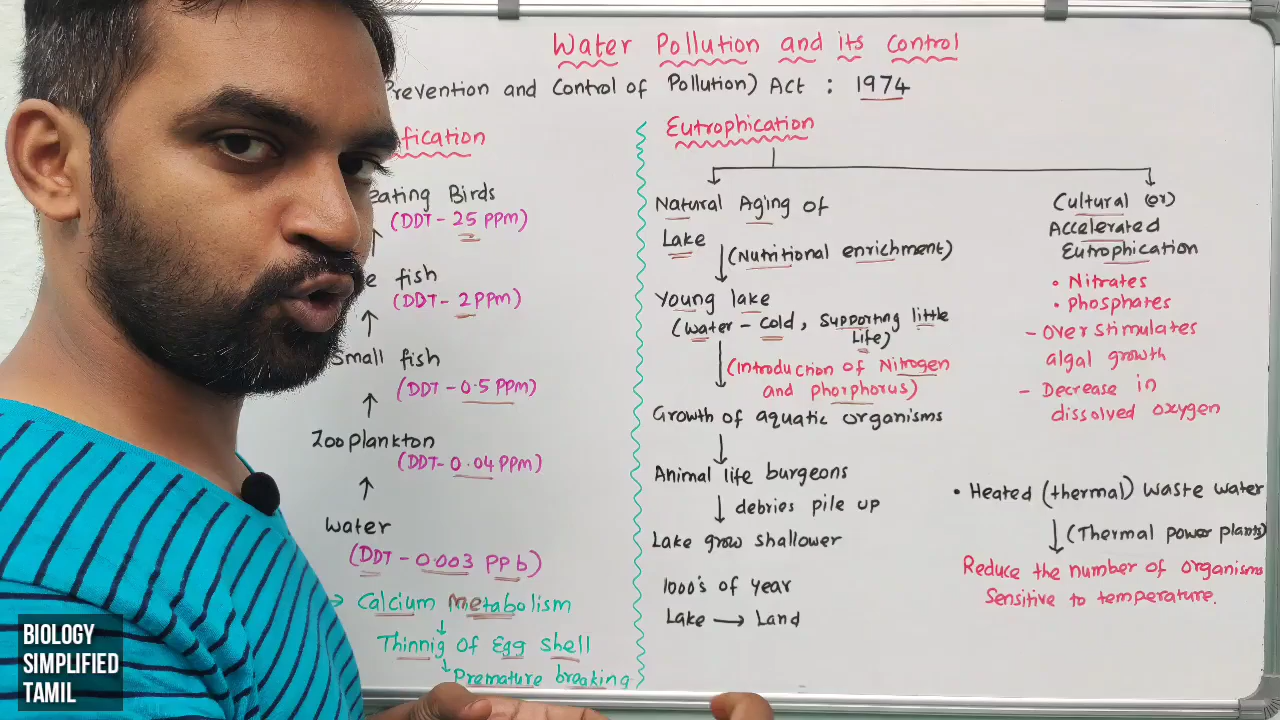 Water Pollution and its Control
Prevention and Control of Pollution) Act : 1974
fication
eating Birds
(DDT - 25 PPm)
e fish
(DDT - 2 PPm)
Small fish
(DDT - 0.5 PPm)
Zooplankton
(DDT- 0.04 PPm)
Water
(DDT - 0.003 PPb)
Calcium Metabolism
Thinnig of Egg shell
Premature breaking
Eutrophication
Natural Aging of
Lake
(Nutritional enrichment)
Young lake
(Water - Cold, Supporting little
Life)
(Introduction of Nitrogen
and phorphorus)
Growth of aquatic organisms
Animal life burgeons
debries pile up
Lake grow shallower
1000's of year
Lake → Land
Cultural (or)
Accelerated
Eutrophication
• Nitrates
• Phosphates
- Over stimulates
algal growth
- Decrease in
dissolved oxygen
• Heated (thermal) waste water
(Thermal power plants)
Reduce the number of organisms
Sensitive to temperature.
BIOLOGY
SIMPLIFIED
TAMIL